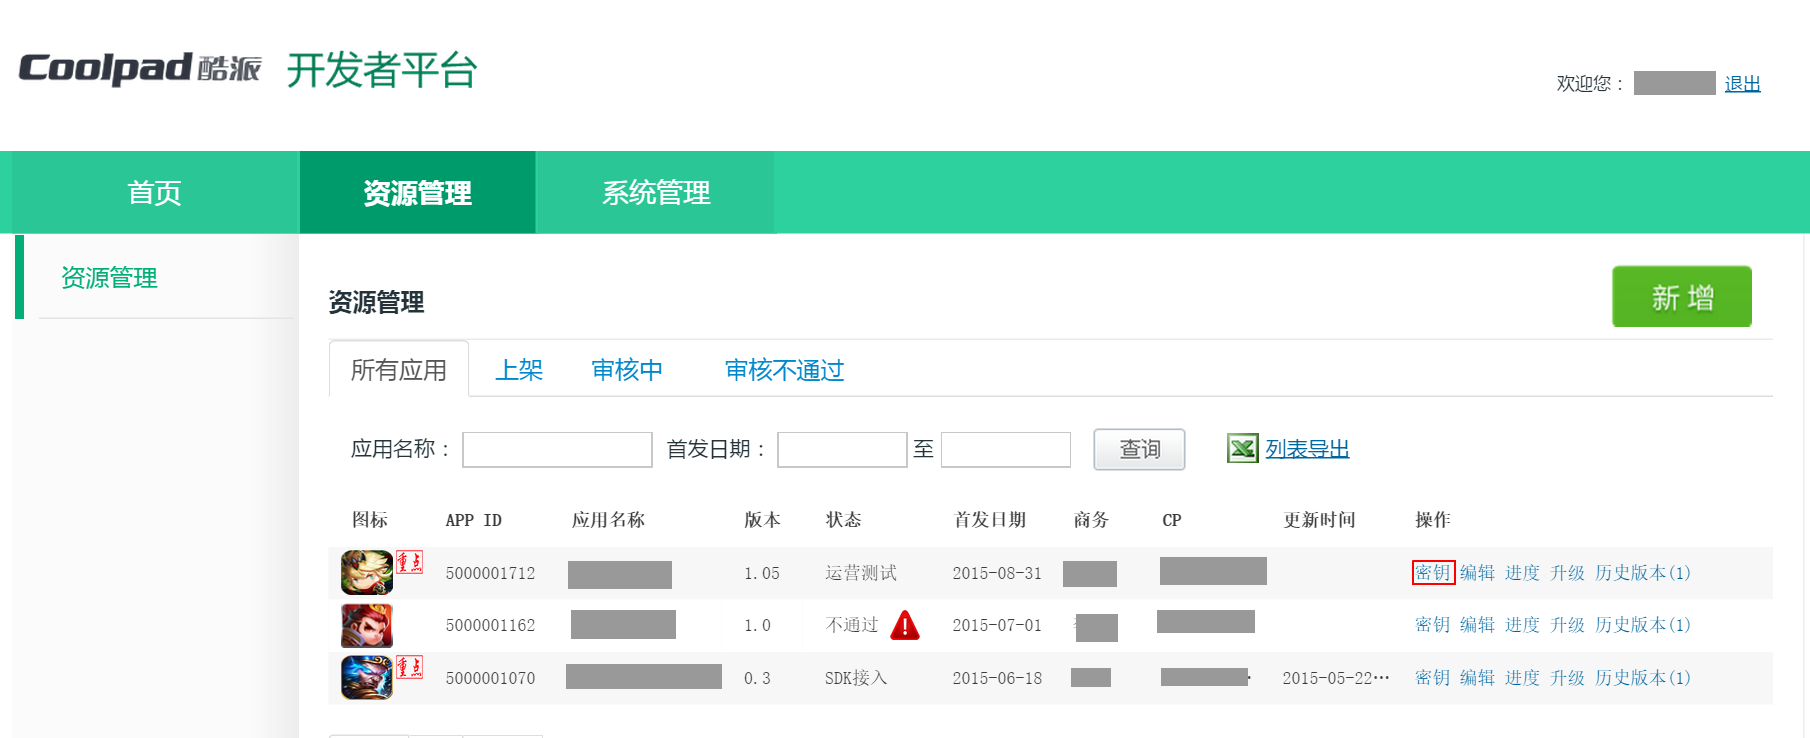 Coolpad 酷派 开发者平台
欢迎您： 退出
首页 资源管理 系统管理
资源管理
资源管理 新 增
所有应用 上架 审核中 审核不通过
应用名称： 首发日期： 至 查询 列表导出
图标 APP ID 应用名称 版本 状态 首发日期 商务 CP 更新时间 操作
重点 5000001712 1.05 运营测试 2015-08-31 密钥 编辑 进度 升级 历史版本(1)
5000001162 1.0 不通过 2015-07-01 密钥 编辑 进度 升级 历史版本(1)
重点 5000001070 0.3 SDK接入 2015-06-18 2015-05-22… 密钥 编辑 进度 升级 历史版本(1)